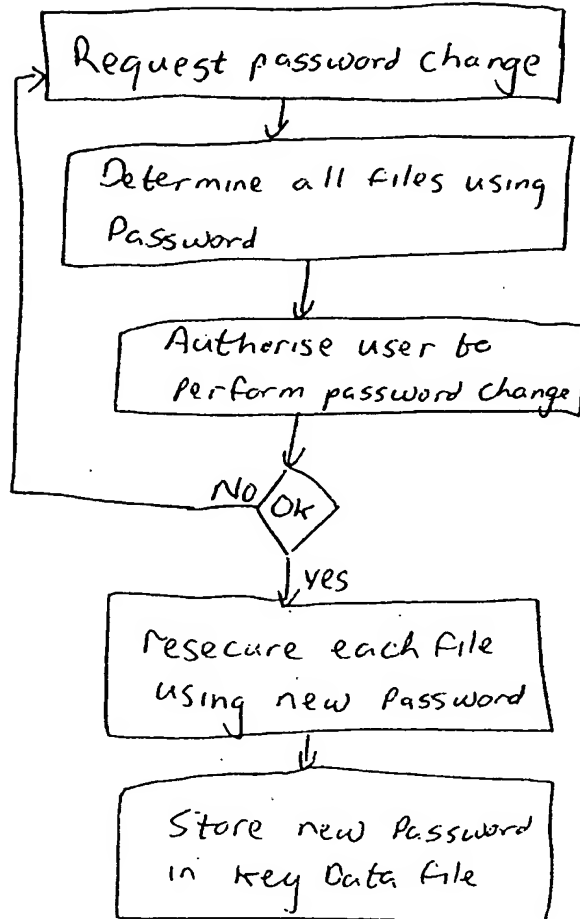 Request password change
Determine all files using
Password
Authorise user to
perform password change
No
OK
yes
resecure each file
using new Password
Store new Password
in Key Data file